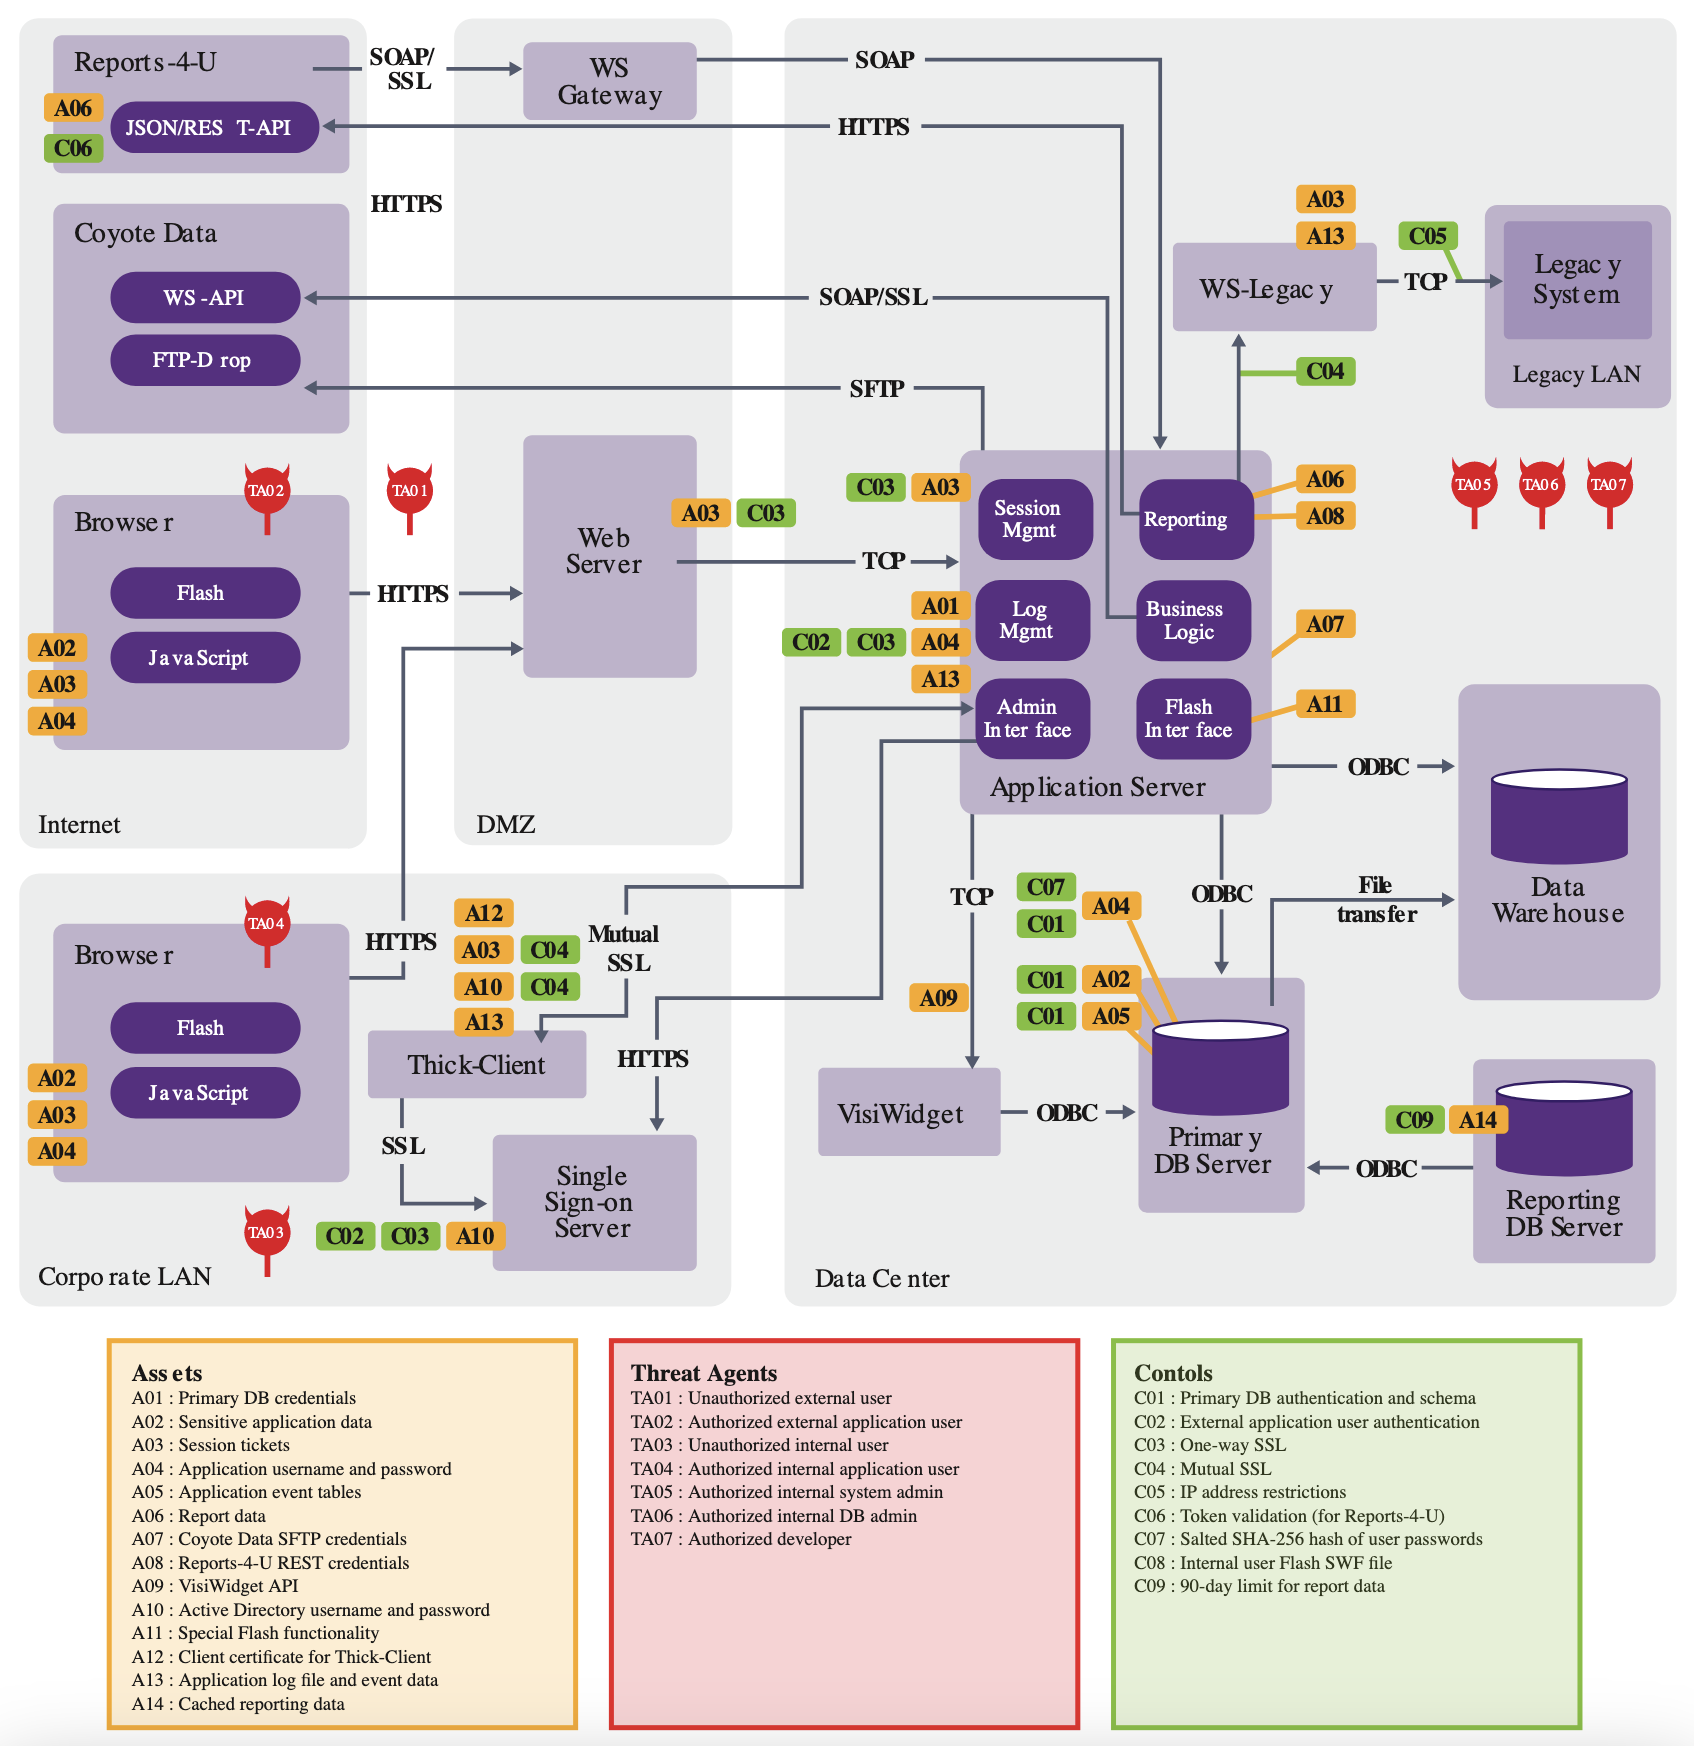 Reports-4-U
A06
C06
JSON/REST-API
SOAP/
SSL
WS
Gateway
SOAP
HTTPS
HTTPS
Coyote Data
WS-API
FTP-Drop
SOAP/SSL
SFTP
A03
A13
WS-Legacy
C05
TCP
Legacy
System
Legacy LAN
C04
TA02
TA01
Browser
Flash
JavaScript
A02
A03
A04
Internet
HTTPS
Web
Server
A03
C03
DMZ
TCP
C03
A03
Session
Mgmt
Reporting
A06
A08
TA05
TA06
TA07
A01
C02
C03
A04
A13
Log
Mgmt
Business
Logic
A07
Admin
Interface
Flash
Interface
A11
Application Server
ODBC
Data
Warehouse
TA04
Browser
Flash
JavaScript
A02
A03
A04
HTTPS
A12
A03
C04
A10
C04
A13
Mutual
SSL
Thick-Client
HTTPS
SSL
Single
Sign-on
Server
TA03
C02
C03
A10
Corporate LAN
TCP
A09
VisiWidget
ODBC
C07
C01
A04
C01
A02
C01
A05
ODBC
File
transfer
Primary
DB Server
C09
A14
ODBC
Reporting
DB Server
Data Center
Assets
A01 : Primary DB credentials
A02 : Sensitive application data
A03 : Session tickets
A04 : Application username and password
A05 : Application event tables
A06 : Report data
A07 : Coyote Data SFTP credentials
A08 : Reports-4-U REST credentials
A09 : VisiWidget API
A10 : Active Directory username and password
A11 : Special Flash functionality
A12 : Client certificate for Thick-Client
A13 : Application log file and event data
A14 : Cached reporting data
Threat Agents
TA01 : Unauthorized external user
TA02 : Authorized external application user
TA03 : Unauthorized internal user
TA04 : Authorized internal application user
TA05 : Authorized internal system admin
TA06 : Authorized internal DB admin
TA07 : Authorized developer
Contols
C01 : Primary DB authentication and schema
C02 : External application user authentication
C03 : One-way SSL
C04 : Mutual SSL
C05 : IP address restrictions
C06 : Token validation (for Reports-4-U)
C07 : Salted SHA-256 hash of user passwords
C08 : Internal user Flash SWF file
C09 : 90-day limit for report data